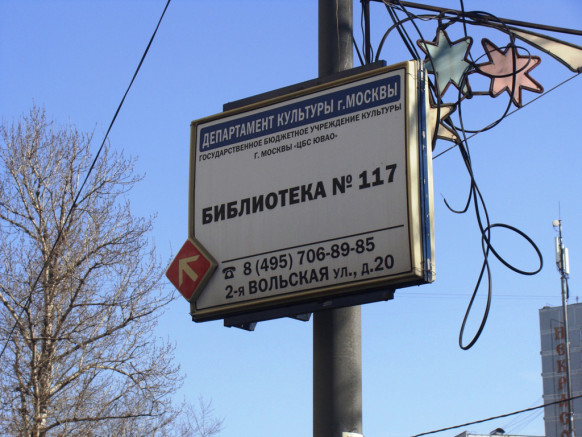 ДЕПАРТАМЕНТ КУЛЬТУРЫ г.МОСКВЫ
ГОСУДАРСТВЕННОЕ БЮДЖЕТНОЕ УЧРЕЖДЕНИЕ КУЛЬТУРЫ
Г. МОСКВЫ «ЦБС ЮВАО»
БИБЛИОТЕКА № 117
☎ 8 (495) 706-89-85
2-я ВОЛЬСКАЯ ул., д.20